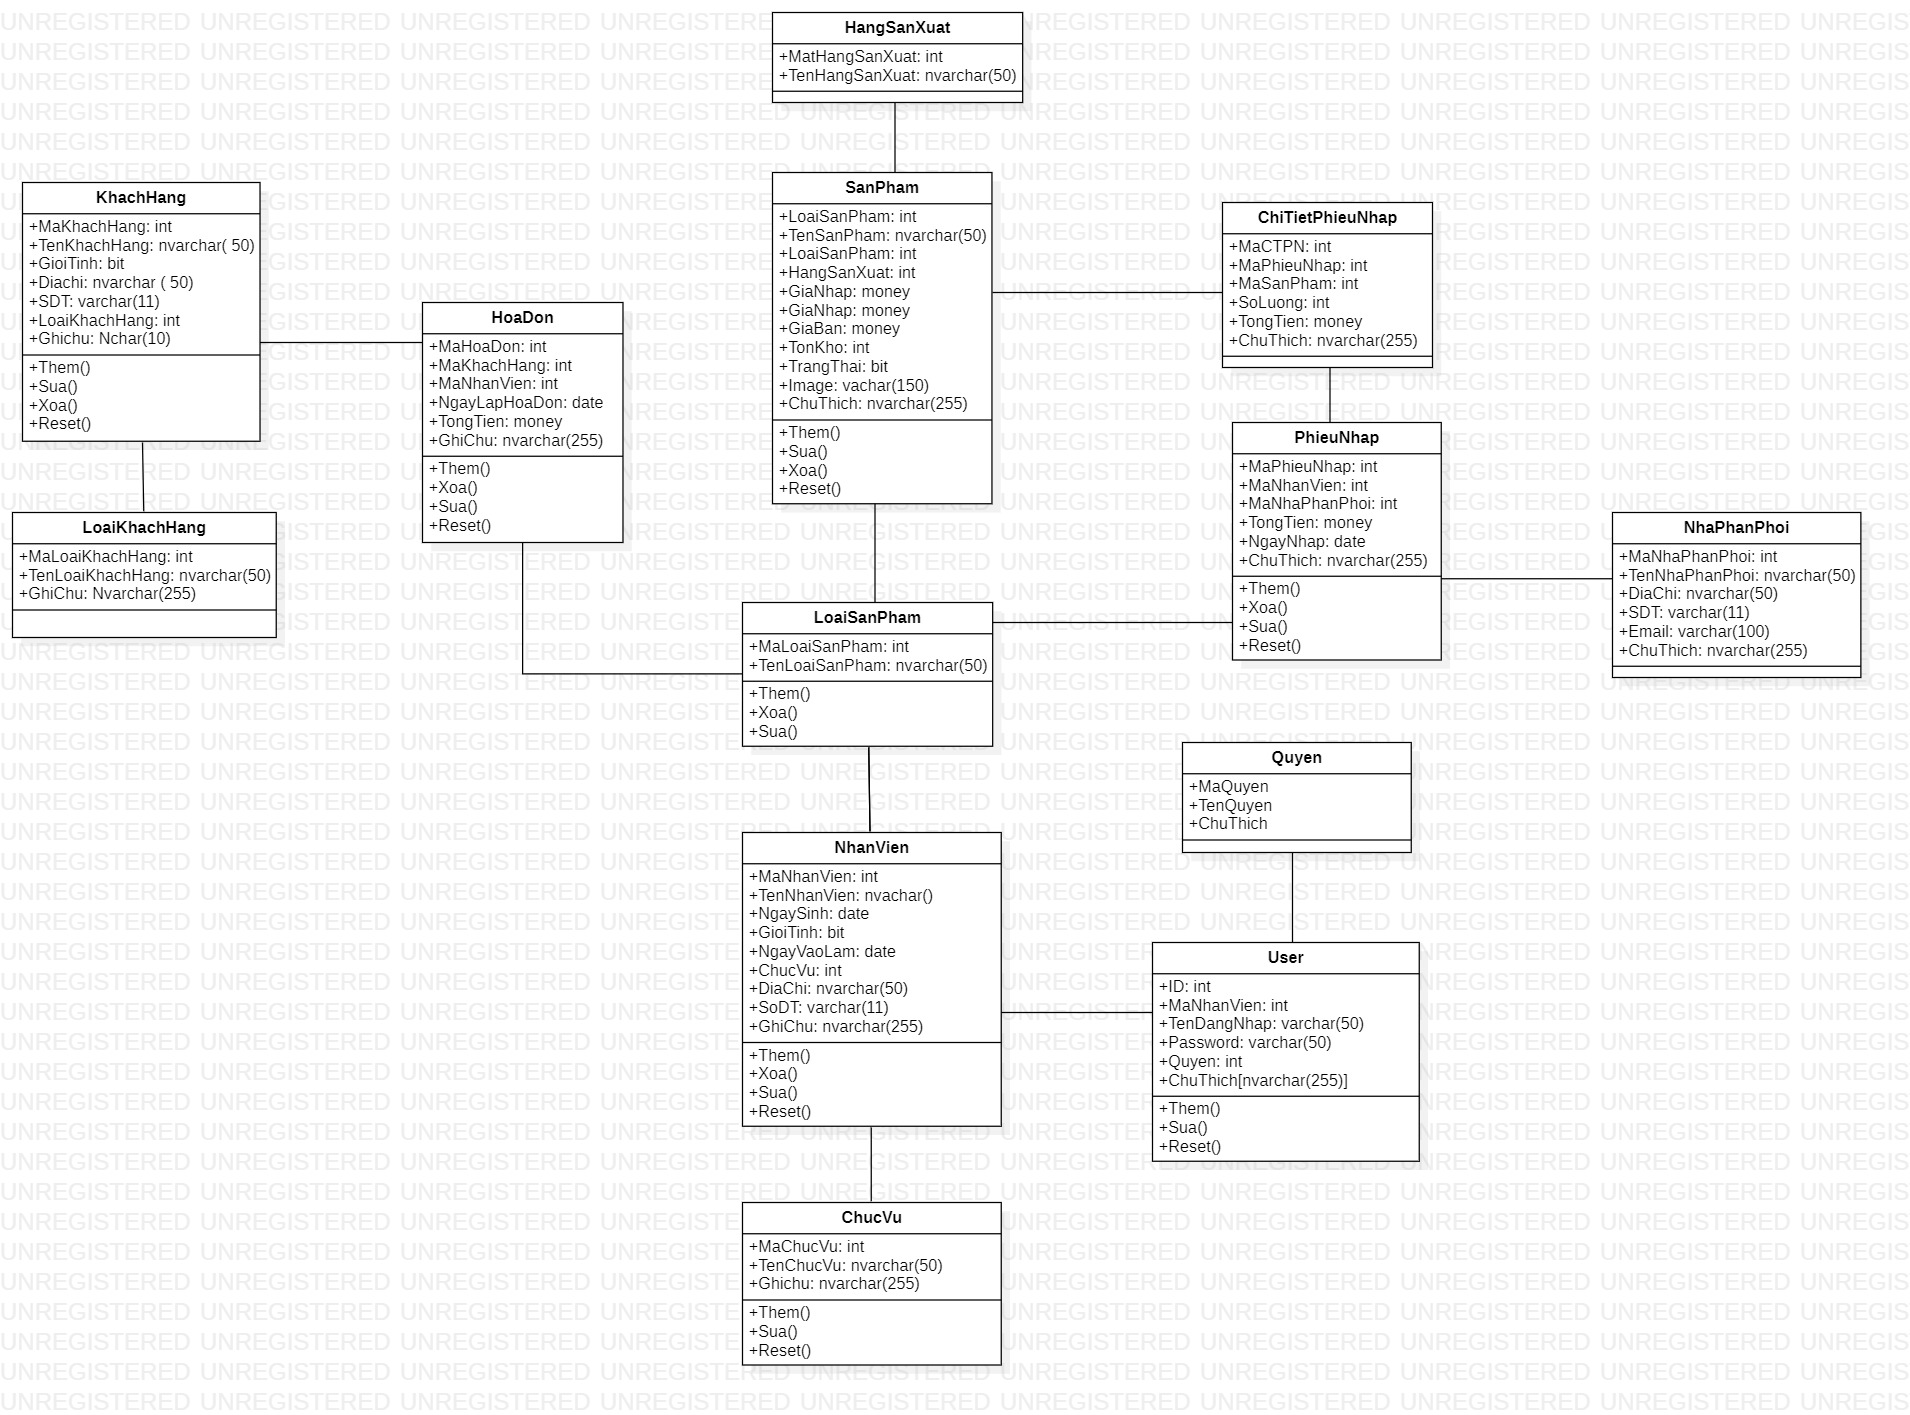 HangSanXuat
+MatHangSanXuat: int
+TenHangSanXuat: nvarchar(50)
KhachHang
+MaKhachHang: int
+TenKhachHang: nvarchar( 50)
+GioiTinh: bit
+Diachi: nvarchar ( 50)
+SDT: varchar(11)
+LoaiKhachHang: int
+Ghichu: Nchar(10)
+Them()
+Sua()
+Xoa()
+Reset()
LoaiKhachHang
+MaLoaiKhachHang: int
+TenLoaiKhachHang: nvarchar(50)
+GhiChu: Nvarchar(255)
HoaDon
+MaHoaDon: int
+MaKhachHang: int
+MaNhanVien: int
+NgayLapHoaDon: date
+TongTien: money
+GhiChu: nvarchar(255)
+Them()
+Xoa()
+Sua()
+Reset()
SanPham
+LoaiSanPham: int
+TenSanPham: nvarchar(50)
+LoaiSanPham: int
+HangSanXuat: int
+GiaNhap: money
+GiaNhap: money
+GiaBan: money
+TonKho: int
+TrangThai: bit
+Image: vachar(150)
+ChuThich: nvarchar(255)
+Them()
+Sua()
+Xoa()
+Reset()
ChiTietPhieuNhap
+MaCTPN: int
+MaPhieuNhap: int
+MaSanPham: int
+SoLuong: int
+TongTien: money
+ChuThich: nvarchar(255)
PhieuNhap
+MaPhieuNhap: int
+MaNhanVien: int
+MaNhaPhanPhoi: int
+TongTien: money
+NgayNhap: date
+ChuThich: nvarchar(255)
+Them()
+Xoa()
+Sua()
+Reset()
NhaPhanPhoi
+MaNhaPhanPhoi: int
+TenNhaPhanPhoi: nvarchar(50)
+DiaChi: nvarchar(50)
+SDT: varchar(11)
+Email: varchar(100)
+ChuThich: nvarchar(255)
LoaiSanPham
+MaLoaiSanPham: int
+TenLoaiSanPham: nvarchar(50)
+Them()
+Xoa()
+Sua()
Quyen
+MaQuyen
+TenQuyen
+ChuThich
NhanVien
+MaNhanVien: int
+TenNhanVien: nvachar()
+NgaySinh: date
+GioiTinh: bit
+NgayVaoLam: date
+ChucVu: int
+DiaChi: nvarchar(50)
+SoDT: varchar(11)
+GhiChu: nvarchar(255)
+Them()
+Xoa()
+Sua()
+Reset()
User
+ID: int
+MaNhanVien: int
+TenDangNhap: varchar(50)
+Password: varchar(50)
+Quyen: int
+ChuThich[nvarchar(255)]
+Them()
+Sua()
+Reset()
ChucVu
+MaChucVu: int
+TenChucVu: nvarchar(50)
+Ghichu: nvarchar(255)
+Them()
+Sua()
+Reset()
UNREGISTERED